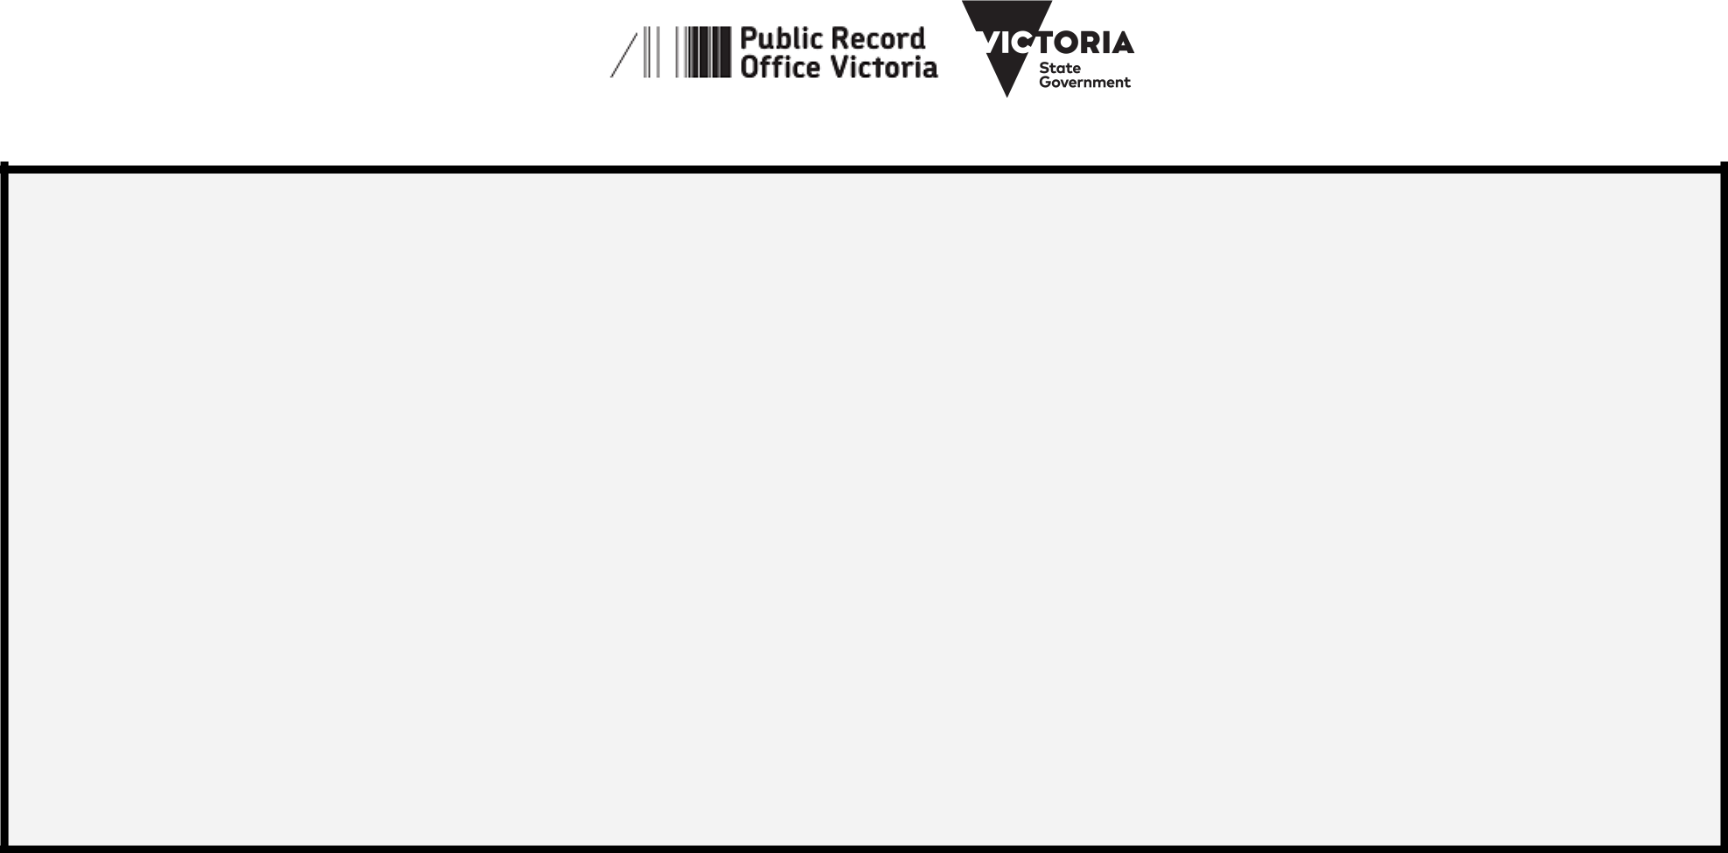 Public Record
Office Victoria
VICTORIA
State
Government